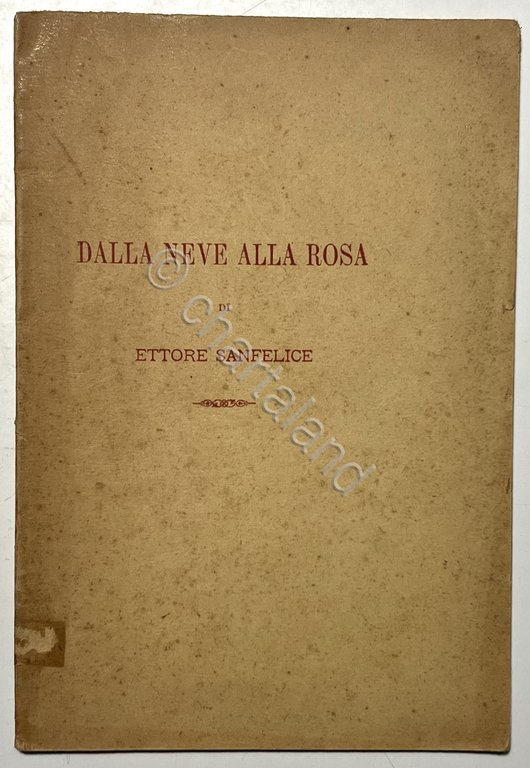 DALLA NEVE ALLA ROSA
DI
ETTORE SANFELICE
© chartaland